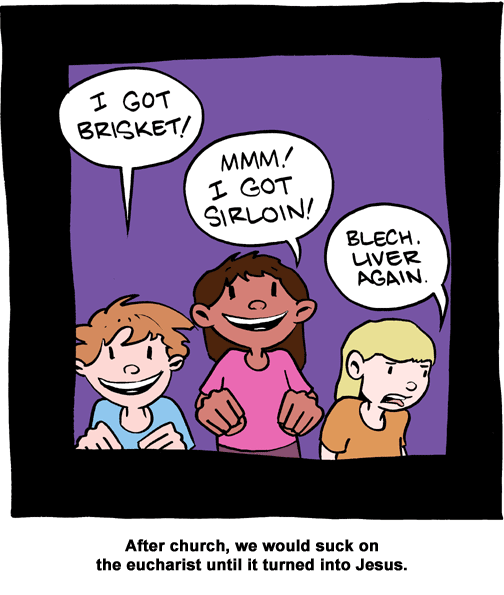 I GOT
BRISKET!
MMM!
I GOT
SIRLOIN!
BLECH.
LIVER
AGAIN.
After church, we would suck on
the eucharist until it turned into Jesus.